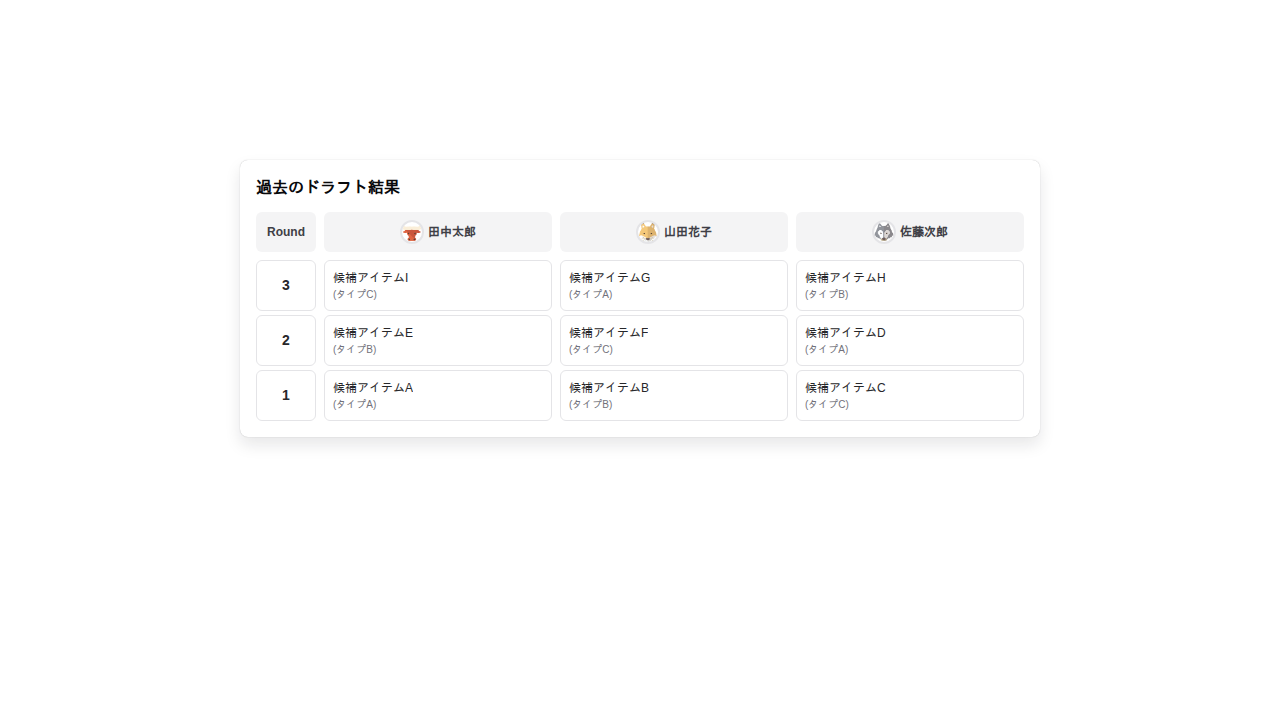 過去のドラフト結果
Round 田中太郎 山田花子 佐藤次郎
3 候補アイテムI 候補アイテムG 候補アイテムH
(タイプC) (タイプA) (タイプB)
2 候補アイテムE 候補アイテムF 候補アイテムD
(タイプB) (タイプC) (タイプA)
1 候補アイテムA 候補アイテムB 候補アイテムC
(タイプA) (タイプB) (タイプC)